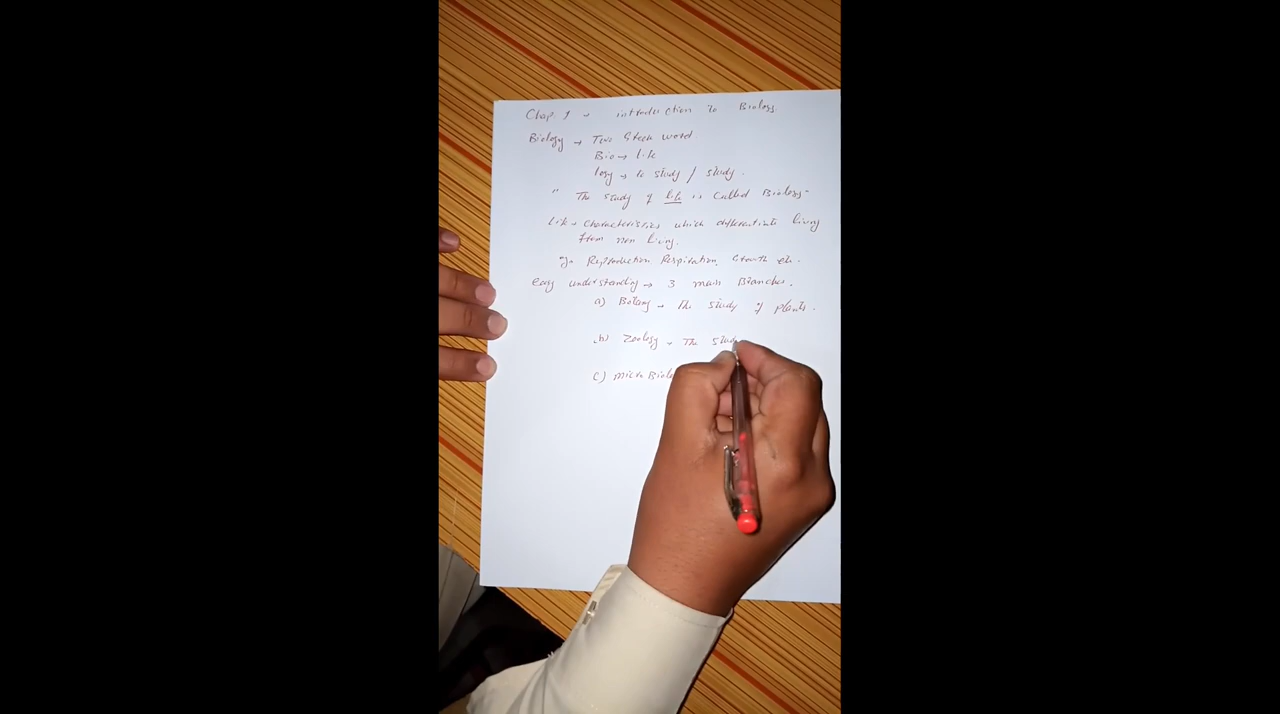 Chap 1 → introduction to Biology
Biology → Two Greek word
Bio → Life
logy → to study / study.
" The study of life is called Biology"
Life → Characteristics which differentiate living
from non living.
eg→ Reproduction Respiration, Growth etc.
easy understanding → 3 main Branches.
a) Botany → The study of plants.
b) Zoology → The study
c) micro Biolo